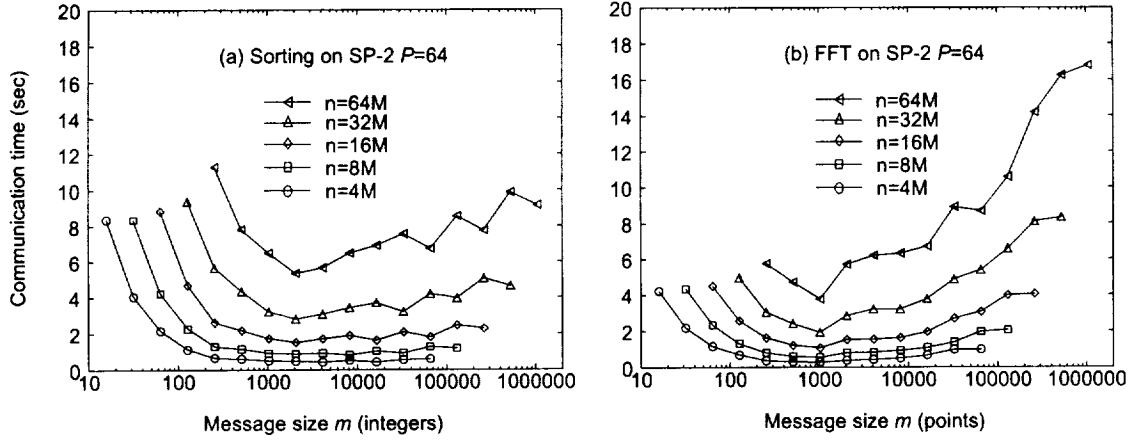 Communication time (sec)
20
18
16
14
12
10
8
6
4
2
0
(a) Sorting on SP-2 P=64
n=64M
n=32M
n=16M
n=8M
n=4M
10 100 1000 10000 100000 1000000
Message size m (integers)
20
18
16
14
12
10
8
6
4
2
0
(b) FFT on SP-2 P=64
n=64M
n=32M
n=16M
n=8M
n=4M
10 100 1000 10000 100000 1000000
Message size m (points)